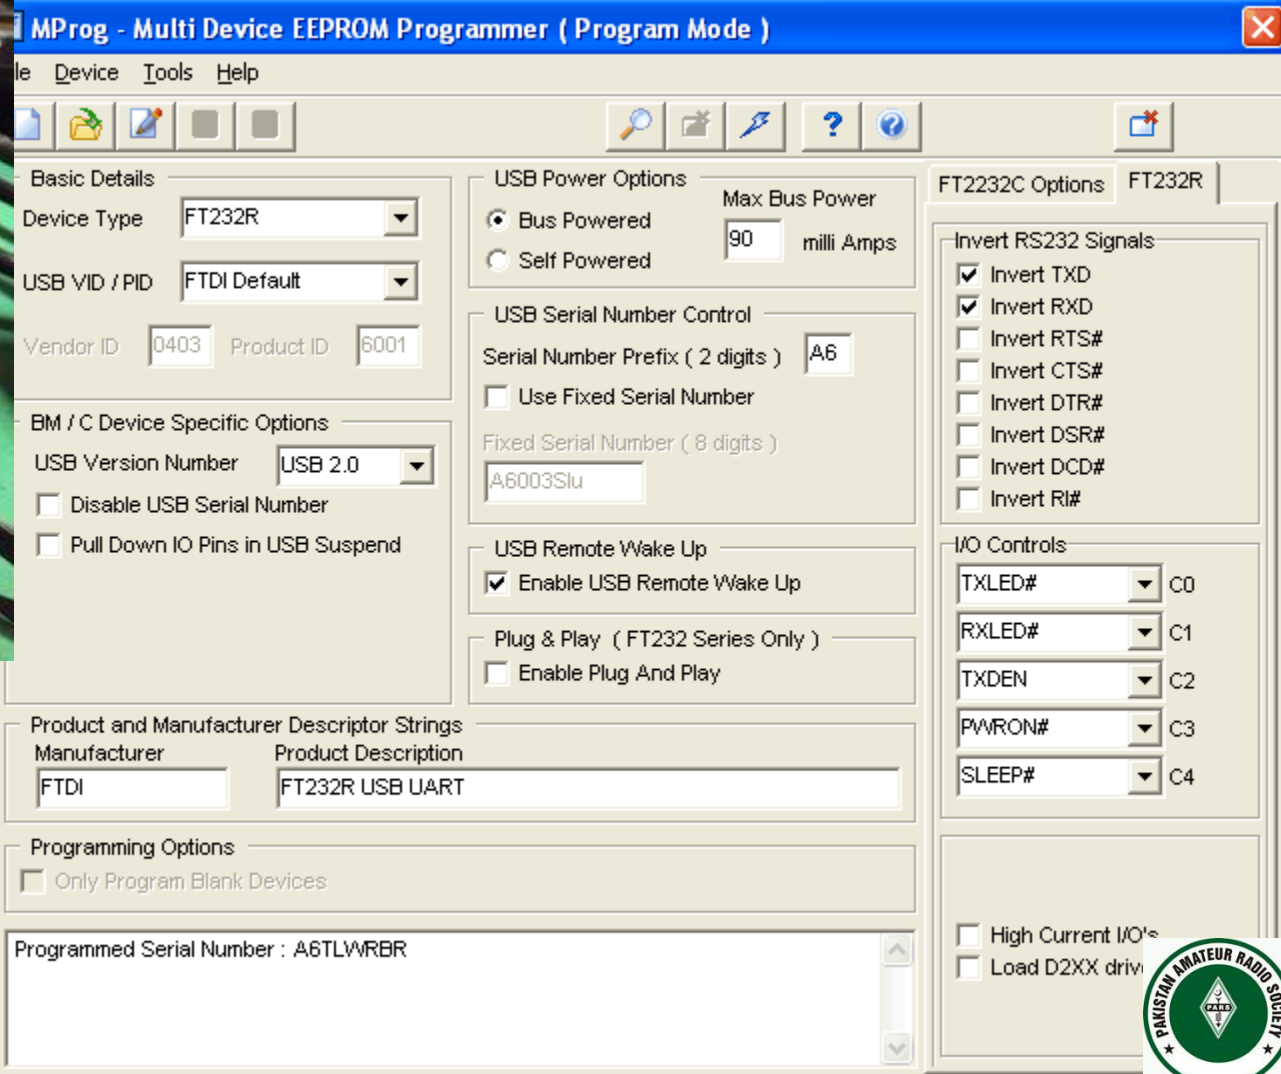 MProg - Multi Device EEPROM Programmer ( Program Mode )
le Device Tools Help
Basic Details
Device Type FT232R
USB VID / PID FTDI Default
Vendor ID 0403 Product ID 6001
BM / C Device Specific Options
USB Version Number USB 2.0
Disable USB Serial Number
Pull Down IO Pins in USB Suspend
USB Power Options
Bus Powered
Self Powered
Max Bus Power
90 milli Amps
USB Serial Number Control
Serial Number Prefix ( 2 digits ) A6
Use Fixed Serial Number
Fixed Serial Number ( 8 digits )
A6003Slu
USB Remote Wake Up
Enable USB Remote Wake Up
Plug & Play ( FT232 Series Only )
Enable Plug And Play
Product and Manufacturer Descriptor Strings
Manufacturer Product Description
FTDI FT232R USB UART
Programming Options
Only Program Blank Devices
Programmed Serial Number : A6TLWRBR
FT2232C Options FT232R
Invert RS232 Signals
Invert TXD
Invert RXD
Invert RTS#
Invert CTS#
Invert DTR#
Invert DSR#
Invert DCD#
Invert RI#
I/O Controls
TXLED# C0
RXLED# C1
TXDEN C2
PWRON# C3
SLEEP# C4
High Current I/O's
Load D2XX driv
PAKISTAN AMATEUR RADIO SOCIETY
PARS